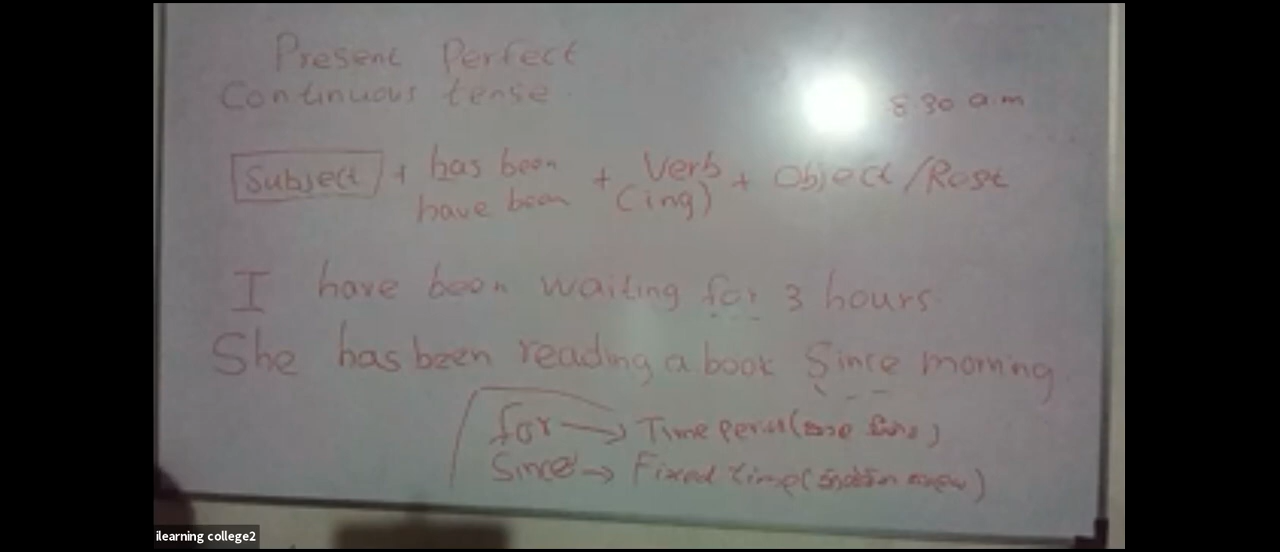 Present Perfect
Continuous tense.
8 30 a.m
Subject + has been + Verb + Object / Rest
have been (ing)
I have been waiting for 3 hours.
She has been reading a book Since morning.
for → Time
Since → Fixed time
ilearning college2